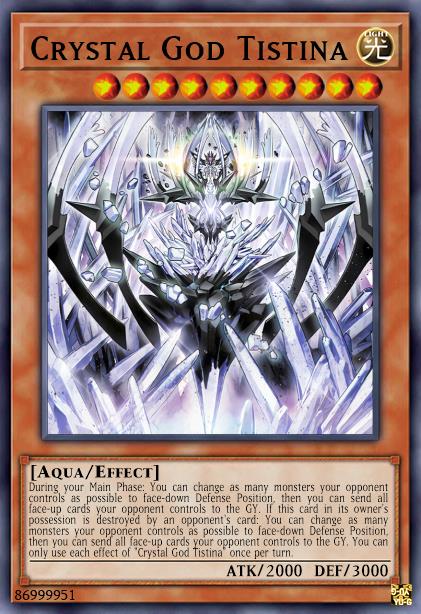 CRYSTAL GOD TISTINA
LIGHT
光
[AQUA/EFFECT]
During your Main Phase: You can change as many monsters your opponent
controls as possible to face-down Defense Position, then you can send all
face-up cards your opponent controls to the GY. If this card in its owner's
possession is destroyed by an opponent's card: You can change as many
monsters your opponent controls as possible to face-down Defense Position,
then you can send all face-up cards your opponent controls to the GY. You can
only use each effect of "Crystal God Tistina" once per turn.
ATK/2000 DEF/3000
86999951